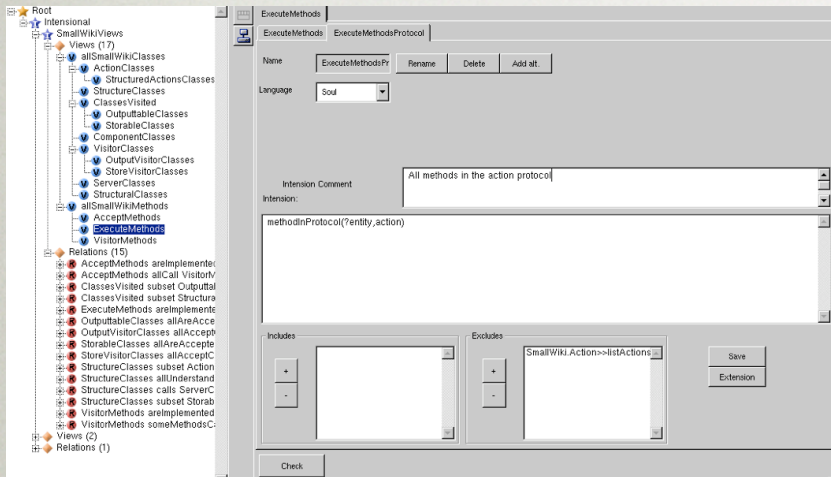 Root
Intensional
SmallWikiViews
Views (17)
allSmallWikiClasses
ActionClasses
StructuredActionsClasses
StructureClasses
ClassesVisited
OutputtableClasses
StorableClasses
ComponentClasses
VisitorClasses
OutputVisitorClasses
StoreVisitorClasses
ServerClasses
StructuralClasses
allSmallWikiMethods
AcceptMethods
ExecuteMethods
VisitorMethods
Relations (15)
AcceptMethods areImplemented
AcceptMethods allCall VisitorM
ClassesVisited subset Outputtal
ClassesVisited subset Structura
ExecuteMethods areImplemente
OutputtableClasses allAreAcce
OutputVisitorClasses allAccept
StorableClasses allAreAccepte
StoreVisitorClasses allAcceptC
StructureClasses subset Action
StructureClasses allUnderstand
StructureClasses calls ServerC
StructureClasses subset Storab
VisitorMethods areImplemented
VisitorMethods someMethodsC
Views (2)
Relations (1)
ExecuteMethods
ExecuteMethods ExecuteMethodsProtocol
Name ExecuteMethodsPr Rename Delete Add alt.
Language Soul
Intension Comment All methods in the action protocol
Intension:
methodInProtocol(?entity,action)
Includes Excludes
+ + SmallWiki.Action>>listActions Save
- - Extension
Check